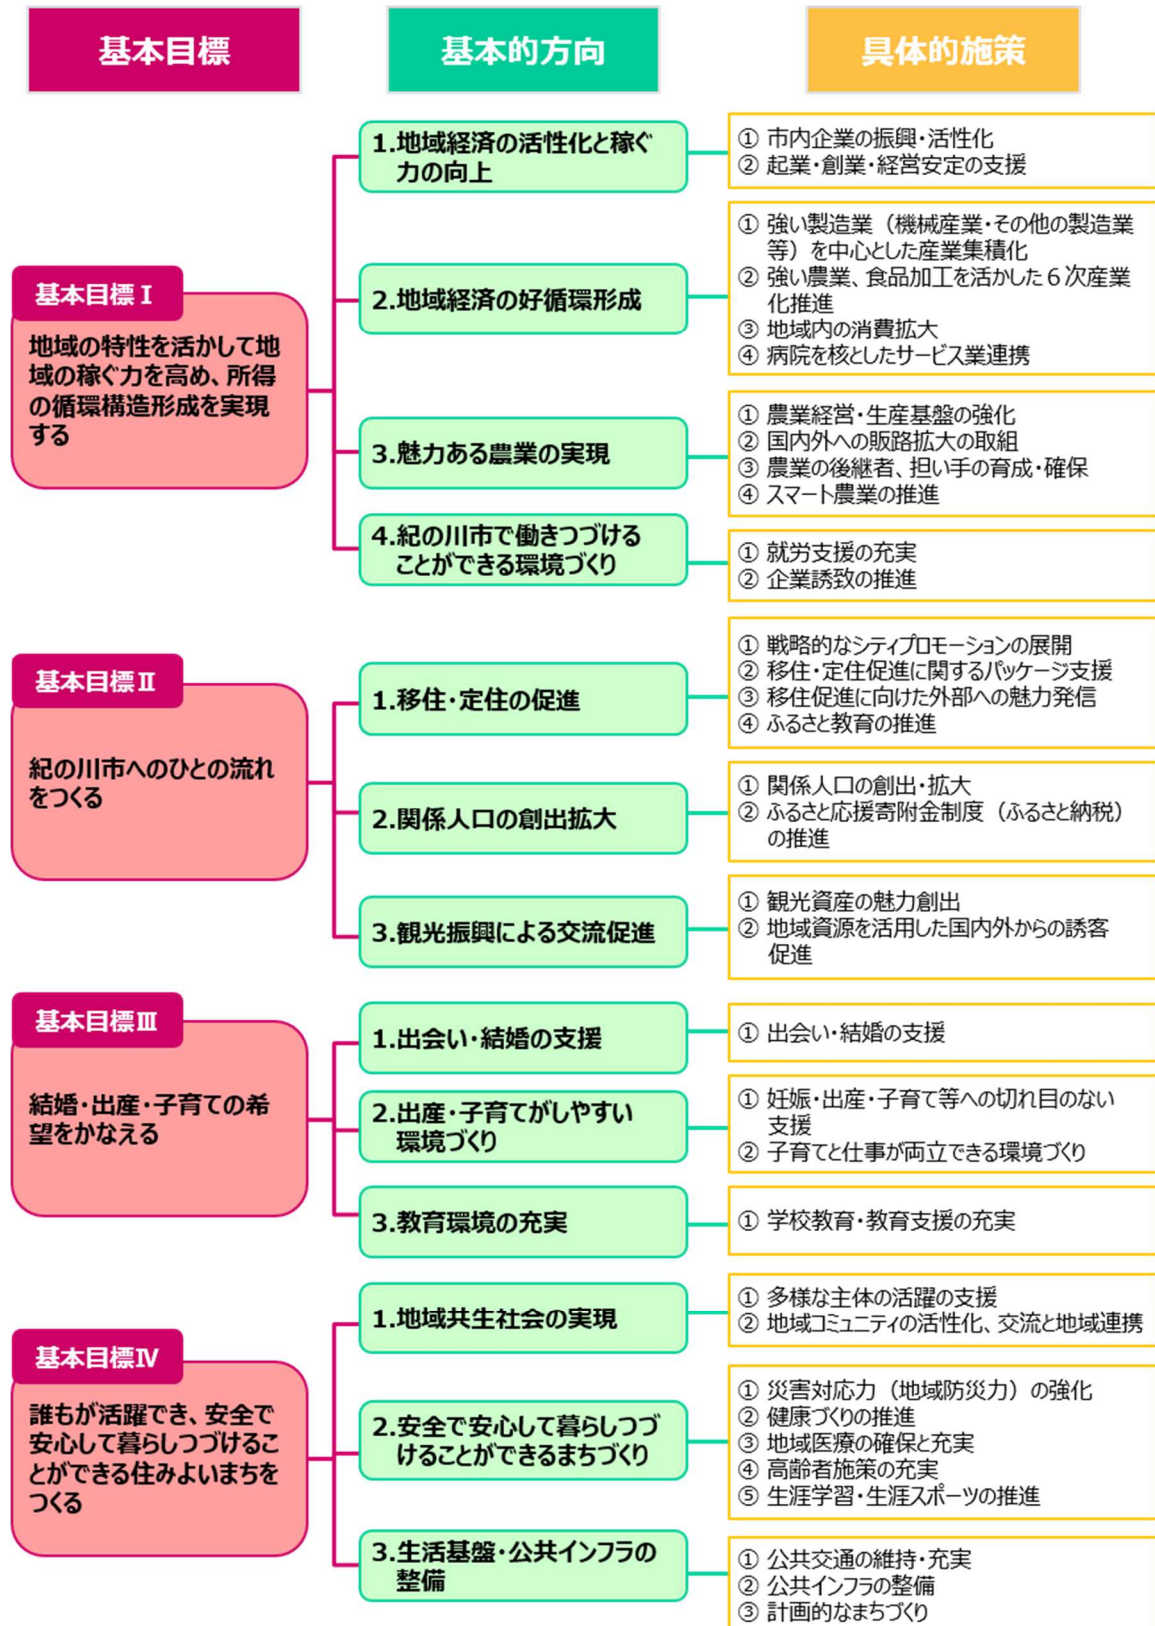 基本目標
基本的方向
具体的施策
基本目標Ⅰ
地域の特性を活かして地
域の稼ぐ力を高め、所得
の循環構造形成を実現
する
1.地域経済の活性化と稼ぐ
力の向上
① 市内企業の振興・活性化
② 起業・創業・経営安定の支援
2.地域経済の好循環形成
① 強い製造業（機械産業・その他の製造業
等）を中心とした産業集積化
② 強い農業、食品加工を活かした６次産業
化推進
③ 地域内の消費拡大
④ 病院を核としたサービス業連携
3.魅力ある農業の実現
① 農業経営・生産基盤の強化
② 国内外への販路拡大の取組
③ 農業の後継者、担い手の育成・確保
④ スマート農業の推進
4.紀の川市で働きつづける
ことができる環境づくり
① 就労支援の充実
② 企業誘致の推進
基本目標Ⅱ
紀の川市へのひとの流れ
をつくる
1.移住・定住の促進
① 戦略的なシティプロモーションの展開
② 移住・定住促進に関するパッケージ支援
③ 移住促進に向けた外部への魅力発信
④ ふるさと教育の推進
2.関係人口の創出拡大
① 関係人口の創出・拡大
② ふるさと応援寄附金制度（ふるさと納税）
の推進
3.観光振興による交流促進
① 観光資産の魅力創出
② 地域資源を活用した国内外からの誘客
促進
基本目標Ⅲ
結婚・出産・子育ての希
望をかなえる
1.出会い・結婚の支援
① 出会い・結婚の支援
2.出産・子育てがしやすい
環境づくり
① 妊娠・出産・子育て等への切れ目のない
支援
② 子育てと仕事が両立できる環境づくり
3.教育環境の充実
① 学校教育・教育支援の充実
基本目標Ⅳ
誰もが活躍でき、安全で
安心して暮らしつづけるこ
とができる住みよいまちを
つくる
1.地域共生社会の実現
① 多様な主体の活躍の支援
② 地域コミュニティの活性化、交流と地域連携
2.安全で安心して暮らしつづ
けることができるまちづくり
① 災害対応力（地域防災力）の強化
② 健康づくりの推進
③ 地域医療の確保と充実
④ 高齢者施策の充実
⑤ 生涯学習・生涯スポーツの推進
3.生活基盤・公共インフラの
整備
① 公共交通の維持・充実
② 公共インフラの整備
③ 計画的なまちづくり